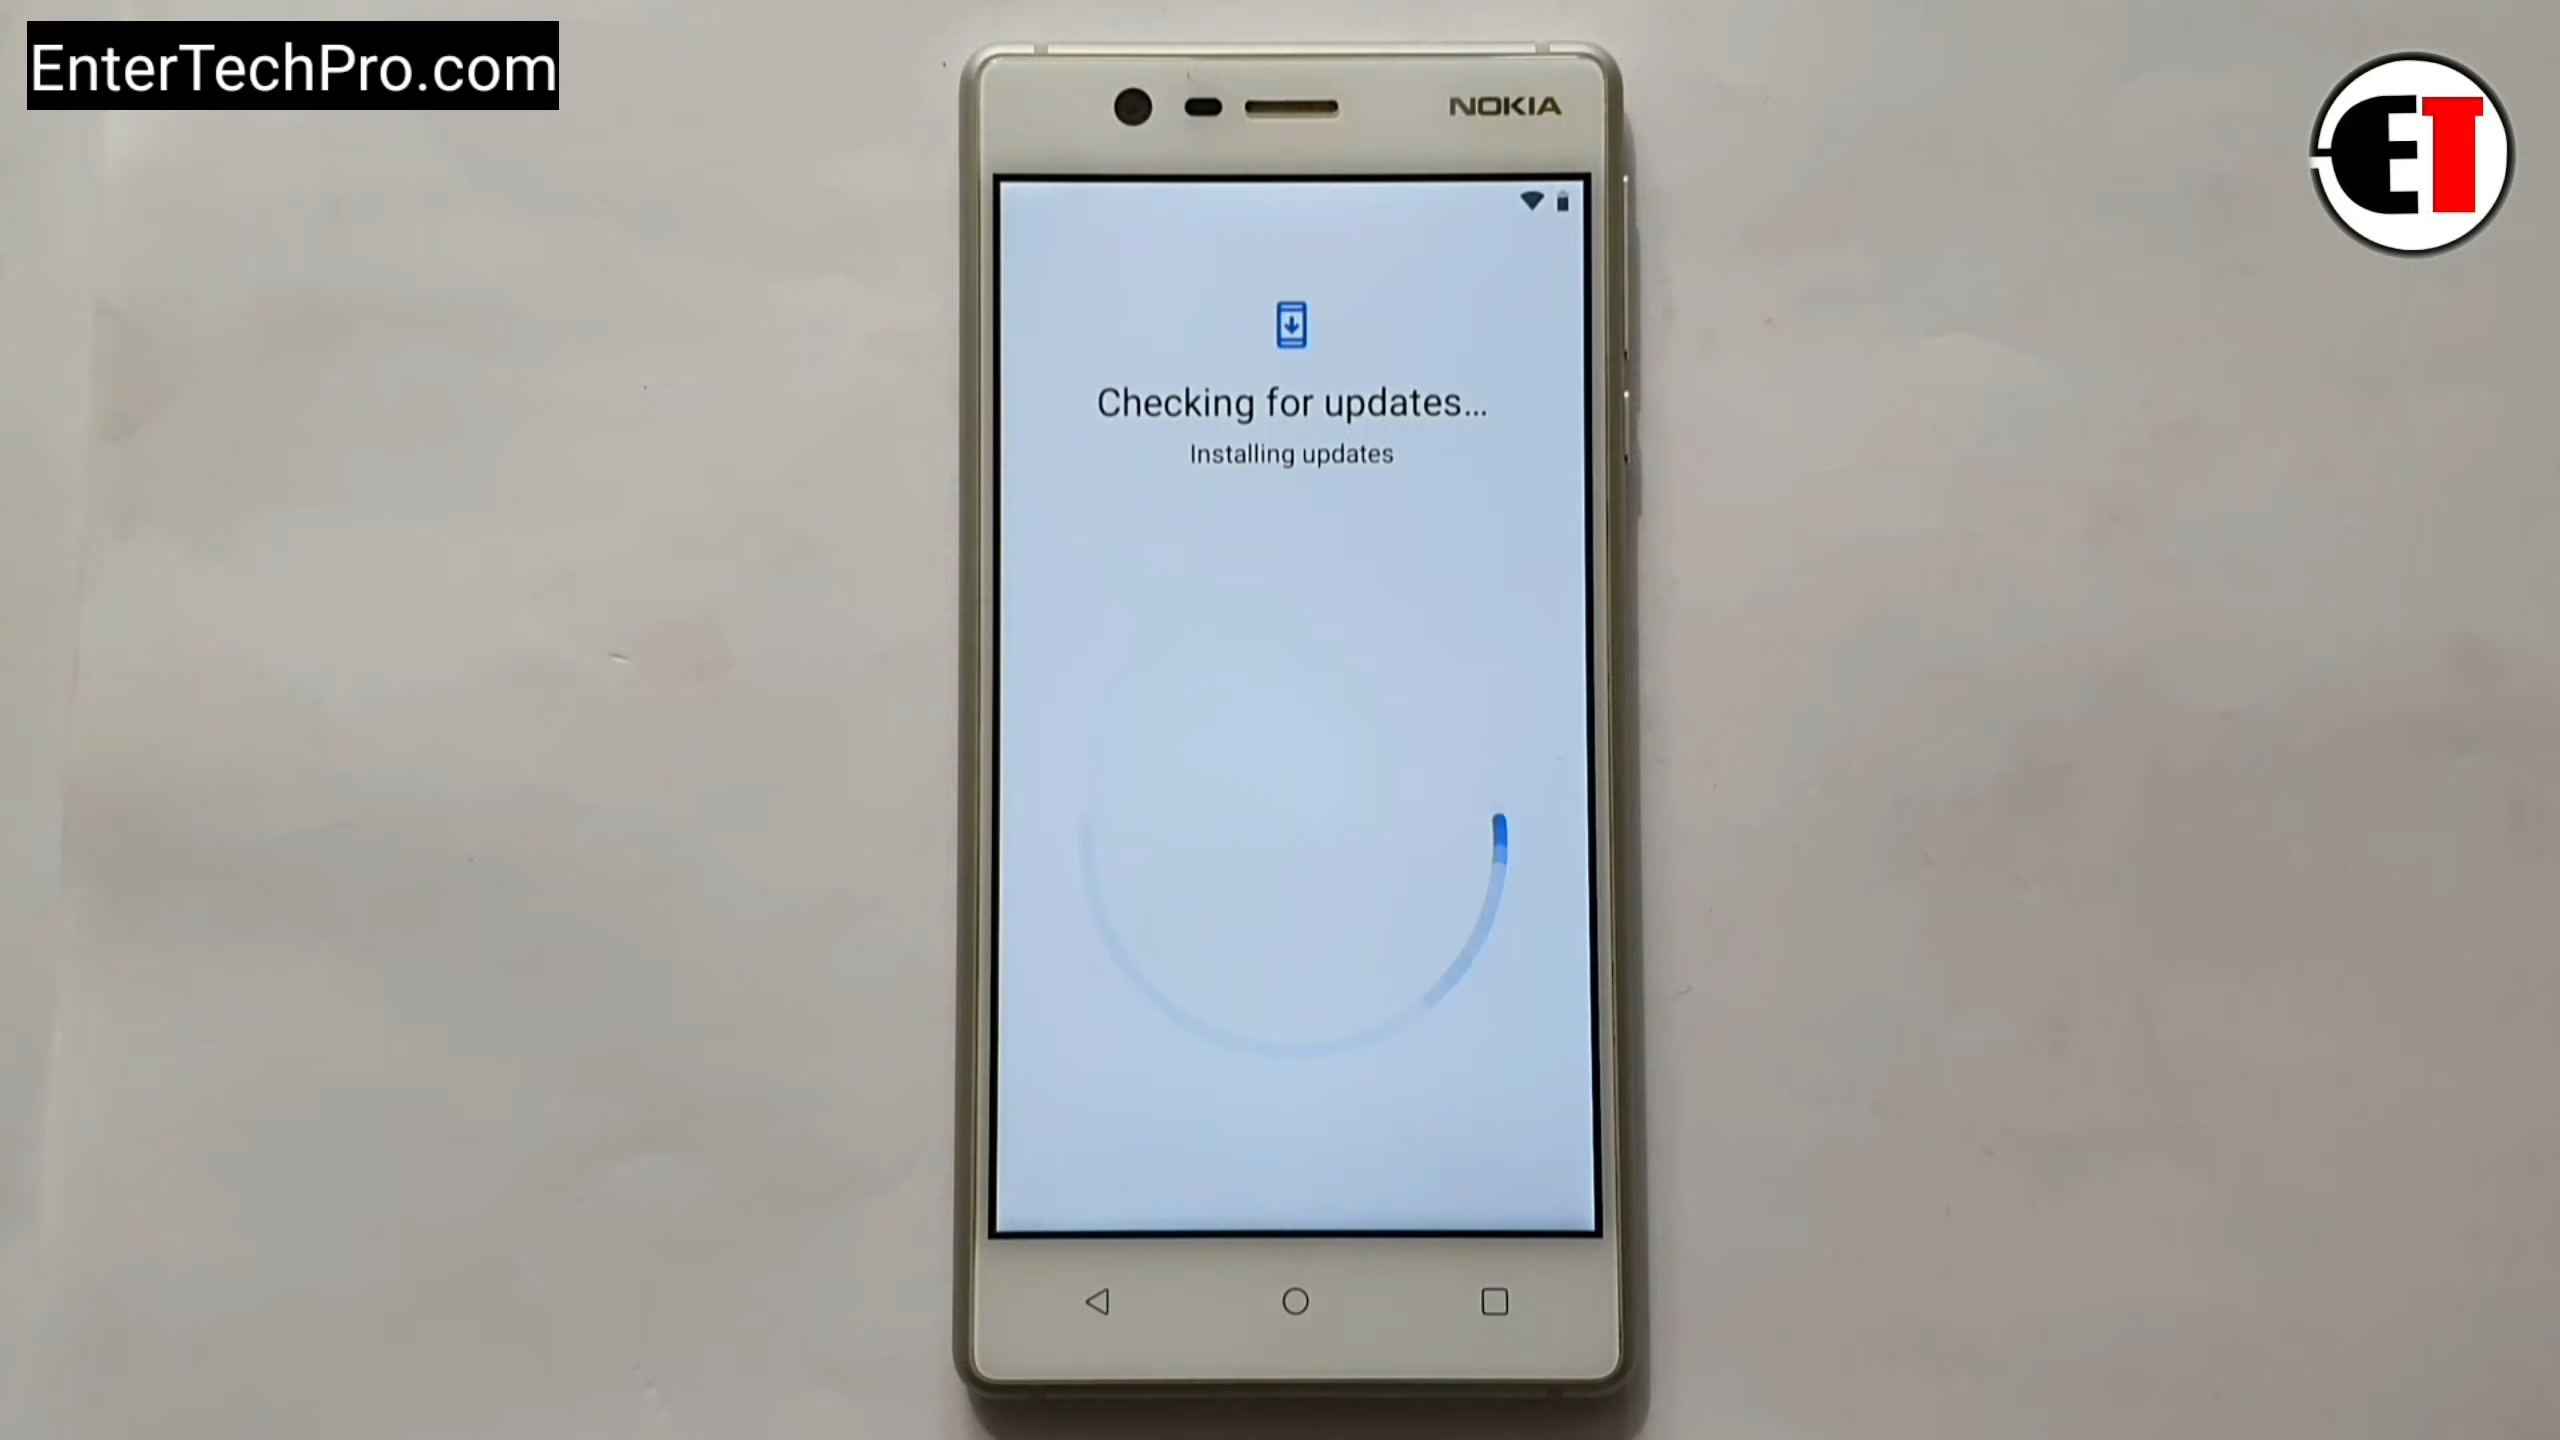 EnterTechPro.com
ET
NOKIA
Checking for updates...
Installing updates